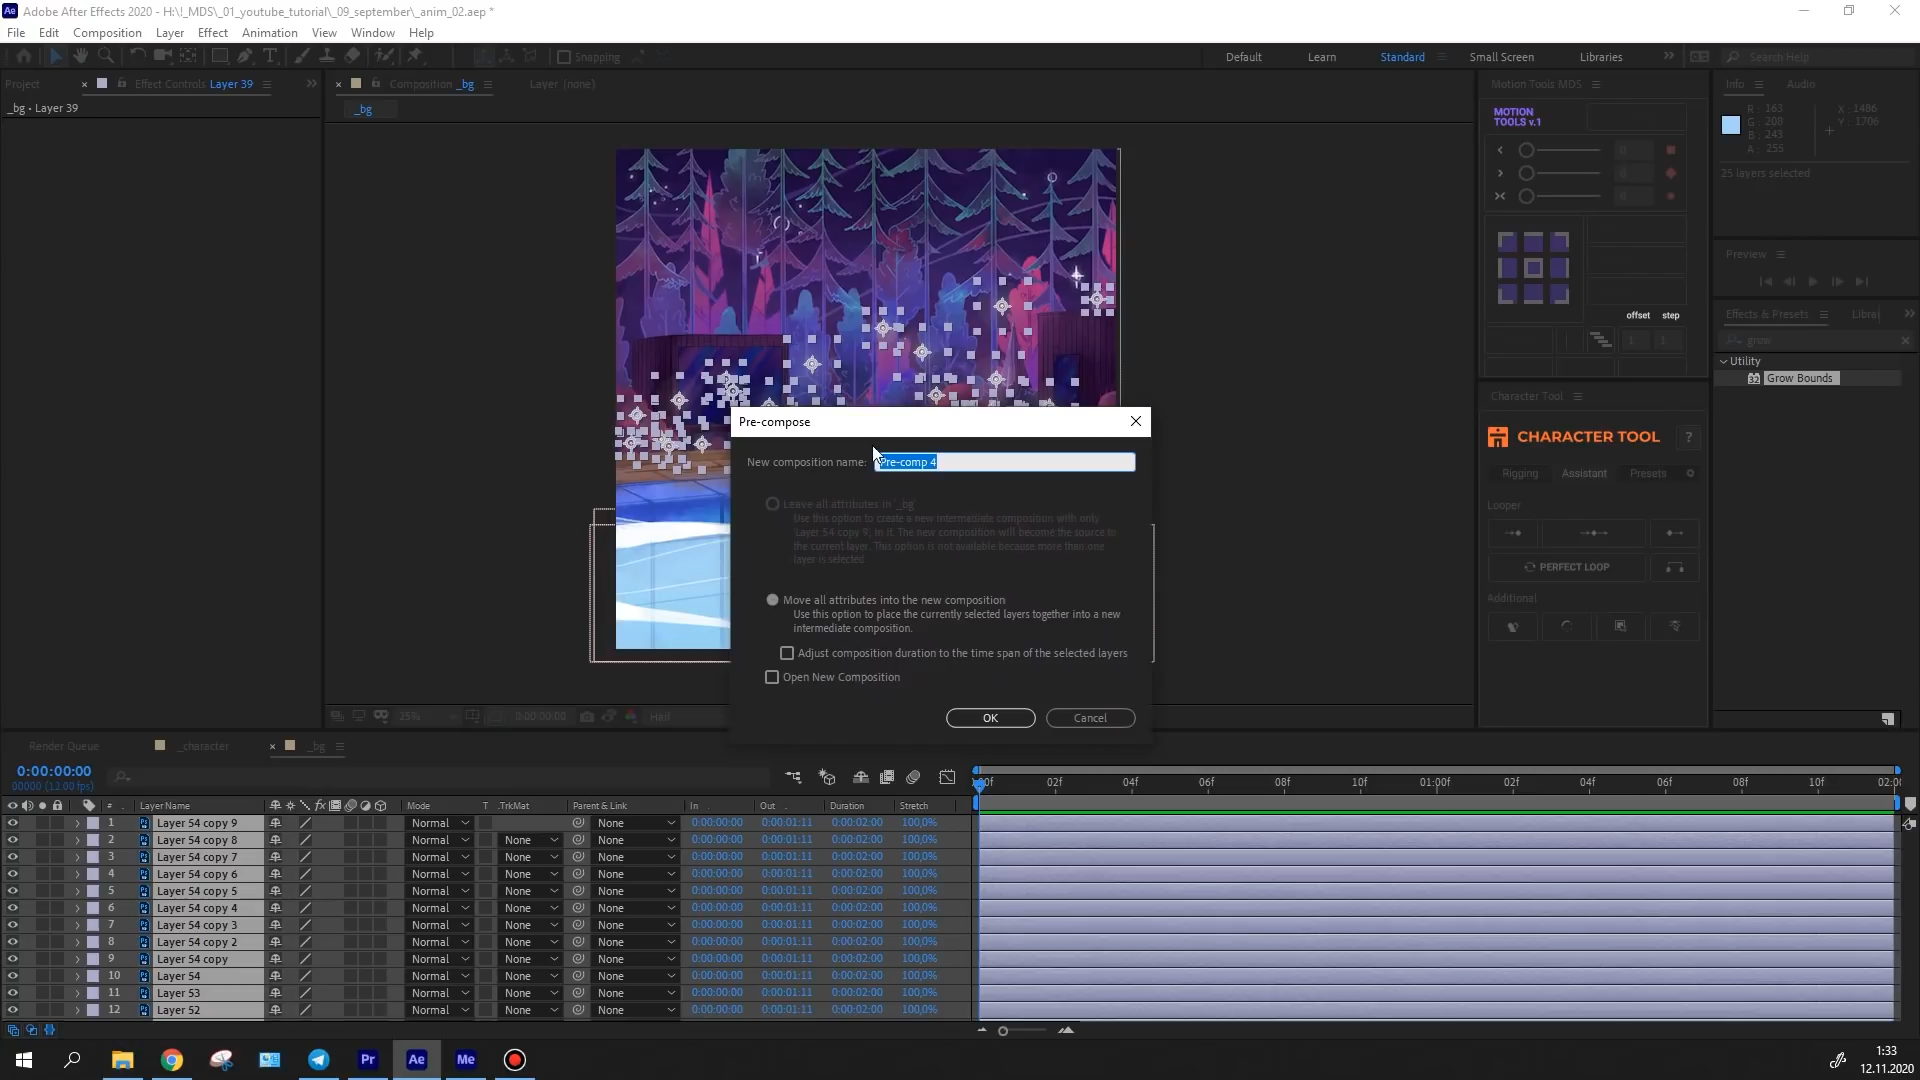 Adobe After Effects 2020 - H:\!_MDS\_01_youtube_tutorial\_09_september\_anim_02.aep *
File Edit Composition Layer Effect Animation View Window Help
Snapping Default Learn Standard Small Screen Libraries Search Help
Project Effect Controls Layer 39 Composition _bg Layer (none) Motion Tools MDS Info Audio
_bg • Layer 39
_bg
MOTION
TOOLS v.1
R : 163
G : 208
B : 243
A : 255
X : 1486
Y : 1706
25 layers selected
Preview
offset step
1 1
Effects & Presets Librar
grow
Utility
Grow Bounds
Character Tool
CHARACTER TOOL ?
Rigging Assistant Presets
Looper
PERFECT LOOP
Additional
Pre-compose
New composition name: Pre-comp 4
Leave all attributes in '_bg'
Use this option to create a new intermediate composition with only
'Layer 54 copy 9' in it. The new composition will become the source to
the current layer. This option is not available because more than one
layer is selected
Move all attributes into the new composition
Use this option to place the currently selected layers together into a new
intermediate composition.
Adjust composition duration to the time span of the selected layers
Open New Composition
OK Cancel
25% 0:00:00:00 Half
Render Queue _character _bg
0:00:00:00
00000 (12.00 fps)
00f 02f 04f 06f 08f 10f 01:00f 02f 04f 06f 08f 10f 02:0
# Layer Name fx Mode T .TrkMat Parent & Link In Out Duration Stretch
1 Layer 54 copy 9 Normal None 0:00:00:00 0:00:01:11 0:00:02:00 100,0%
2 Layer 54 copy 8 Normal None None 0:00:00:00 0:00:01:11 0:00:02:00 100,0%
3 Layer 54 copy 7 Normal None None 0:00:00:00 0:00:01:11 0:00:02:00 100,0%
4 Layer 54 copy 6 Normal None None 0:00:00:00 0:00:01:11 0:00:02:00 100,0%
5 Layer 54 copy 5 Normal None None 0:00:00:00 0:00:01:11 0:00:02:00 100,0%
6 Layer 54 copy 4 Normal None None 0:00:00:00 0:00:01:11 0:00:02:00 100,0%
7 Layer 54 copy 3 Normal None None 0:00:00:00 0:00:01:11 0:00:02:00 100,0%
8 Layer 54 copy 2 Normal None None 0:00:00:00 0:00:01:11 0:00:02:00 100,0%
9 Layer 54 copy Normal None None 0:00:00:00 0:00:01:11 0:00:02:00 100,0%
10 Layer 54 Normal None None 0:00:00:00 0:00:01:11 0:00:02:00 100,0%
11 Layer 53 Normal None None 0:00:00:00 0:00:01:11 0:00:02:00 100,0%
12 Layer 52 Normal None None 0:00:00:00 0:00:01:11 0:00:02:00 100,0%
Pr Ae Me
1:33
12.11.2020